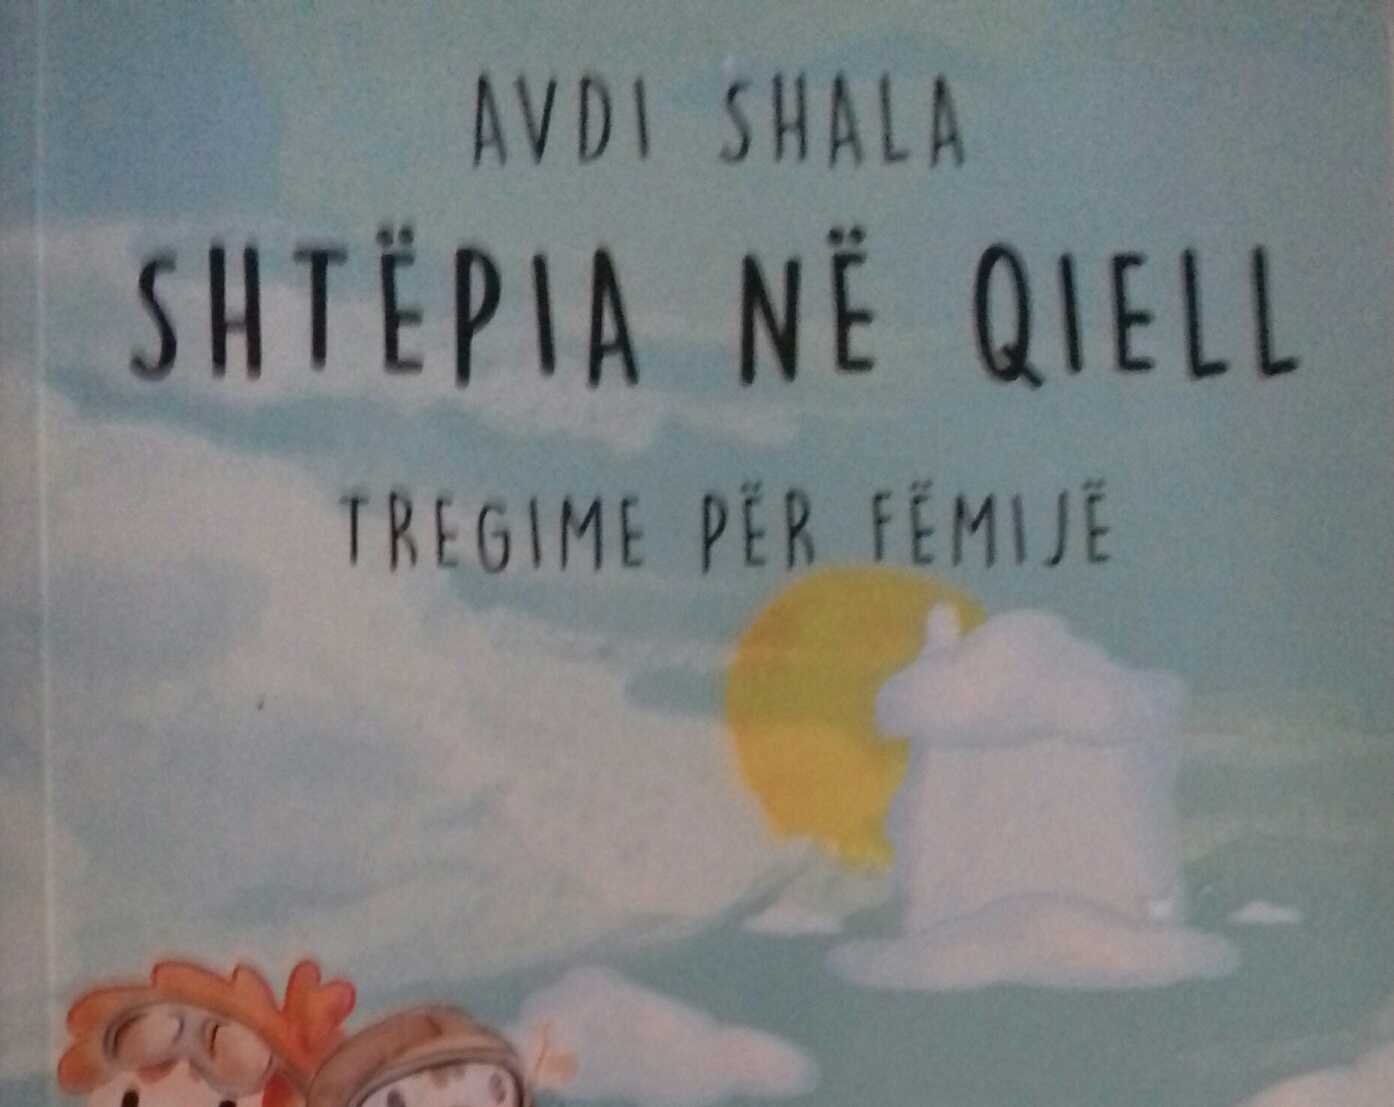 AVDI SHALA
SHTËPIA NË QIELL
TREGIME PËR FËMIJË